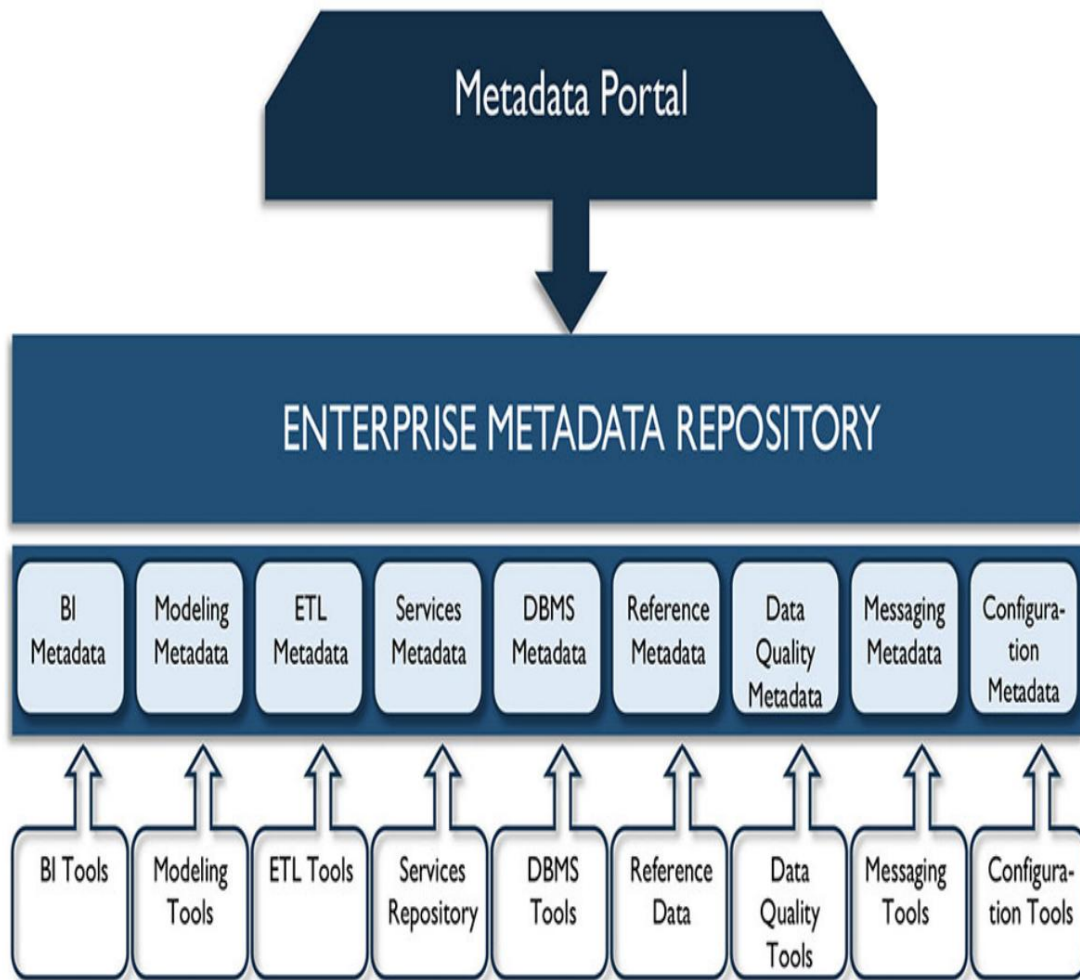 Metadata Portal
ENTERPRISE METADATA REPOSITORY
BI
Metadata
Modeling
Metadata
ETL
Metadata
Services
Metadata
DBMS
Metadata
Reference
Metadata
Data
Quality
Metadata
Messaging
Metadata
Configura-
tion
Metadata
BI Tools
Modeling
Tools
ETL Tools
Services
Repository
DBMS
Tools
Reference
Data
Data
Quality
Tools
Messaging
Tools
Configura-
tion Tools